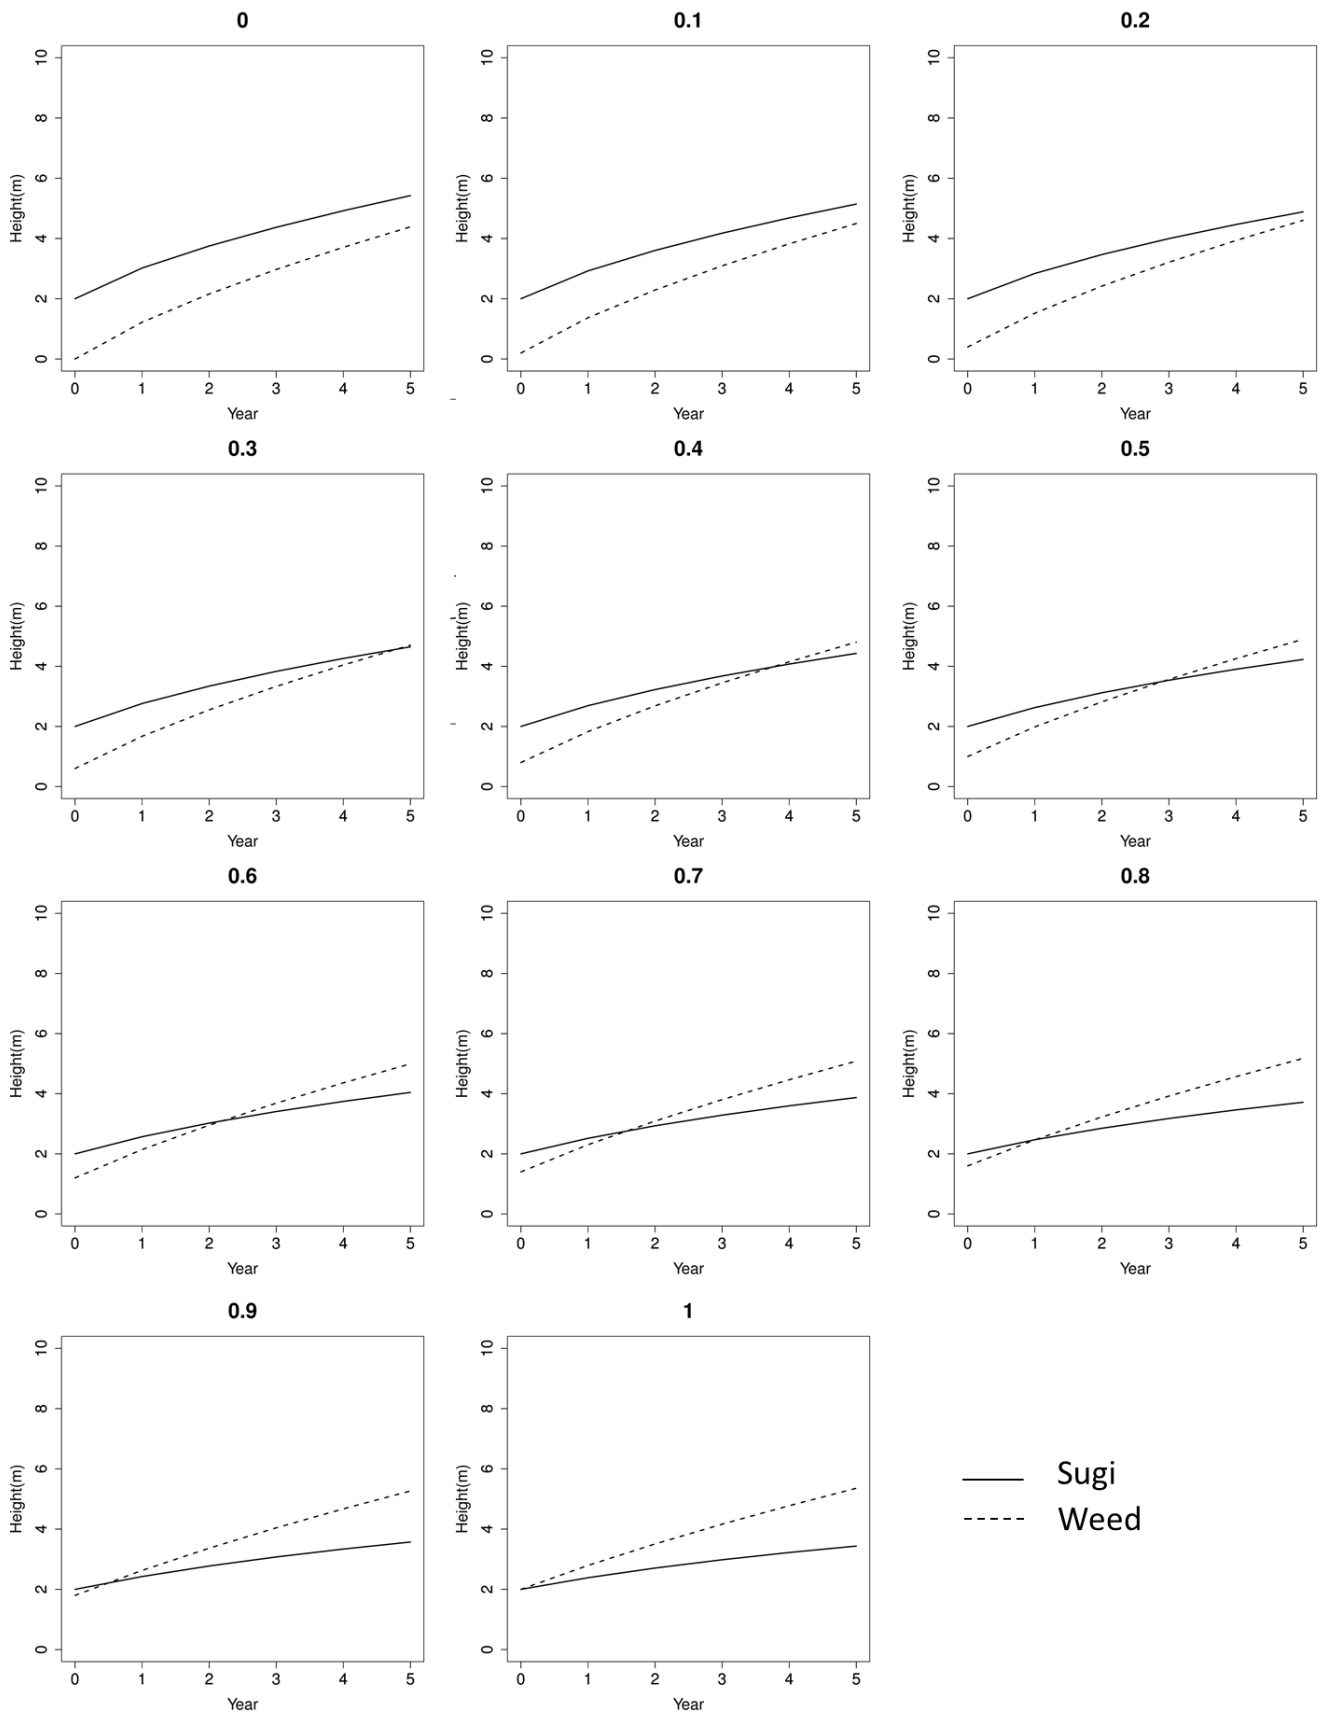 0 0.1 0.2
Height(m) 0 2 4 6 8 10 Height(m) 0 2 4 6 8 10 Height(m) 0 2 4 6 8 10
0 1 2 3 4 5 0 1 2 3 4 5 0 1 2 3 4 5
Year Year Year
0.3 0.4 0.5
Height(m) 0 2 4 6 8 10 Height(m) 0 2 4 6 8 10 Height(m) 0 2 4 6 8 10
0 1 2 3 4 5 0 1 2 3 4 5 0 1 2 3 4 5
Year Year Year
0.6 0.7 0.8
Height(m) 0 2 4 6 8 10 Height(m) 0 2 4 6 8 10 Height(m) 0 2 4 6 8 10
0 1 2 3 4 5 0 1 2 3 4 5 0 1 2 3 4 5
Year Year Year
0.9 1
Height(m) 0 2 4 6 8 10 Height(m) 0 2 4 6 8 10
0 1 2 3 4 5 0 1 2 3 4 5
Year Year
Sugi
Weed